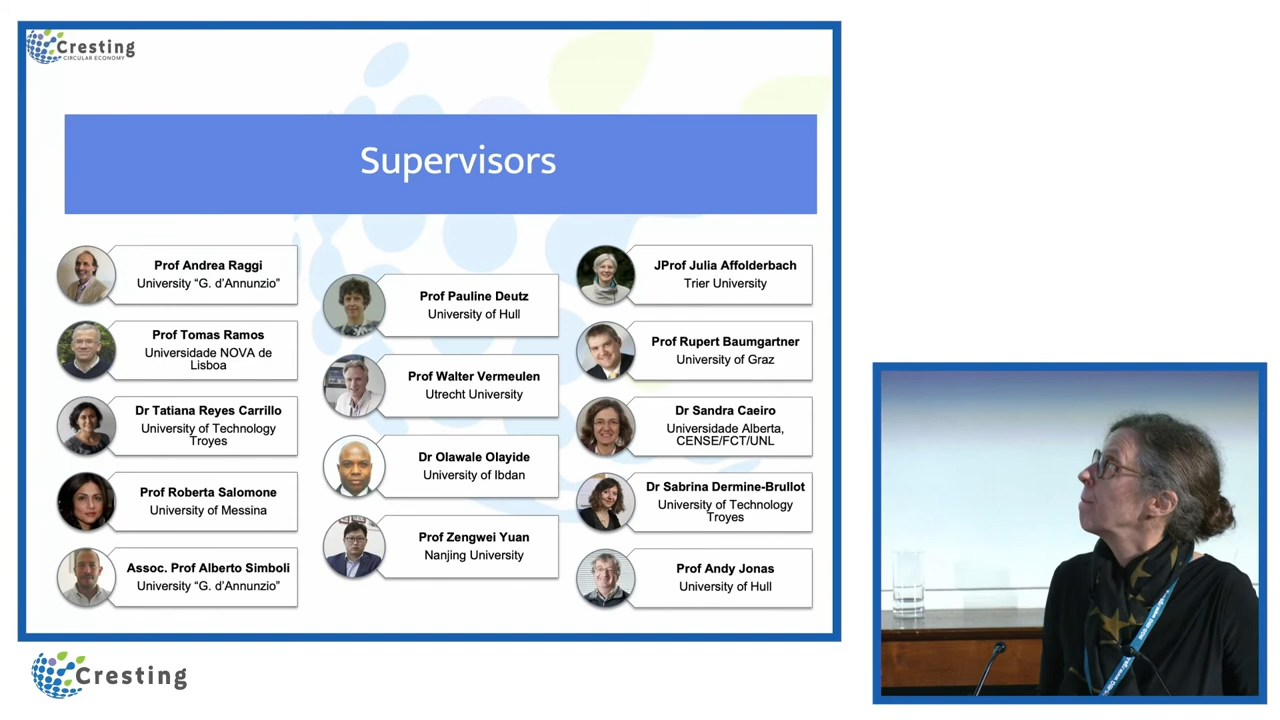 Cresting
CIRCULAR ECONOMY
Supervisors
Prof Andrea Raggi
University "G. d'Annunzio"
Prof Tomas Ramos
Universidade NOVA de
Lisboa
Dr Tatiana Reyes Carrillo
University of Technology
Troyes
Prof Roberta Salomone
University of Messina
Assoc. Prof Alberto Simboli
University "G. d'Annunzio"
Prof Pauline Deutz
University of Hull
Prof Walter Vermeulen
Utrecht University
Dr Olawale Olayide
University of Ibdan
Prof Zengwei Yuan
Nanjing University
JProf Julia Affolderbach
Trier University
Prof Rupert Baumgartner
University of Graz
Dr Sandra Caeiro
Universidade Alberta,
CENSE/FCT/UNL
Dr Sabrina Dermine-Brullot
University of Technology
Troyes
Prof Andy Jonas
University of Hull
Cresting